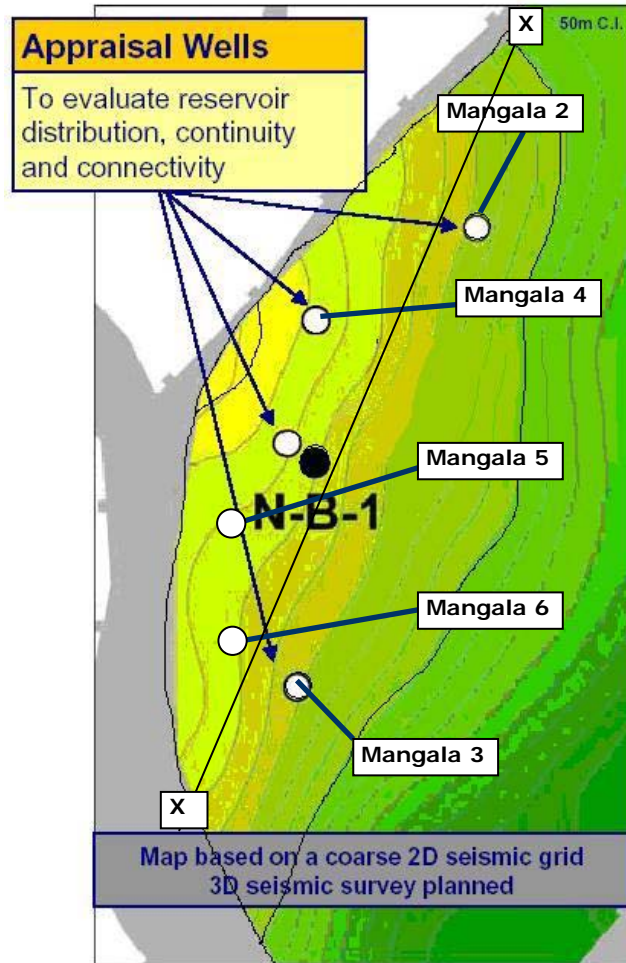 X
50m C.I.
Appraisal Wells
To evaluate reservoir
distribution, continuity
and connectivity
Mangala 2
Mangala 4
Mangala 5
N-B-1
Mangala 6
Mangala 3
X
Map based on a coarse 2D seismic grid
3D seismic survey planned